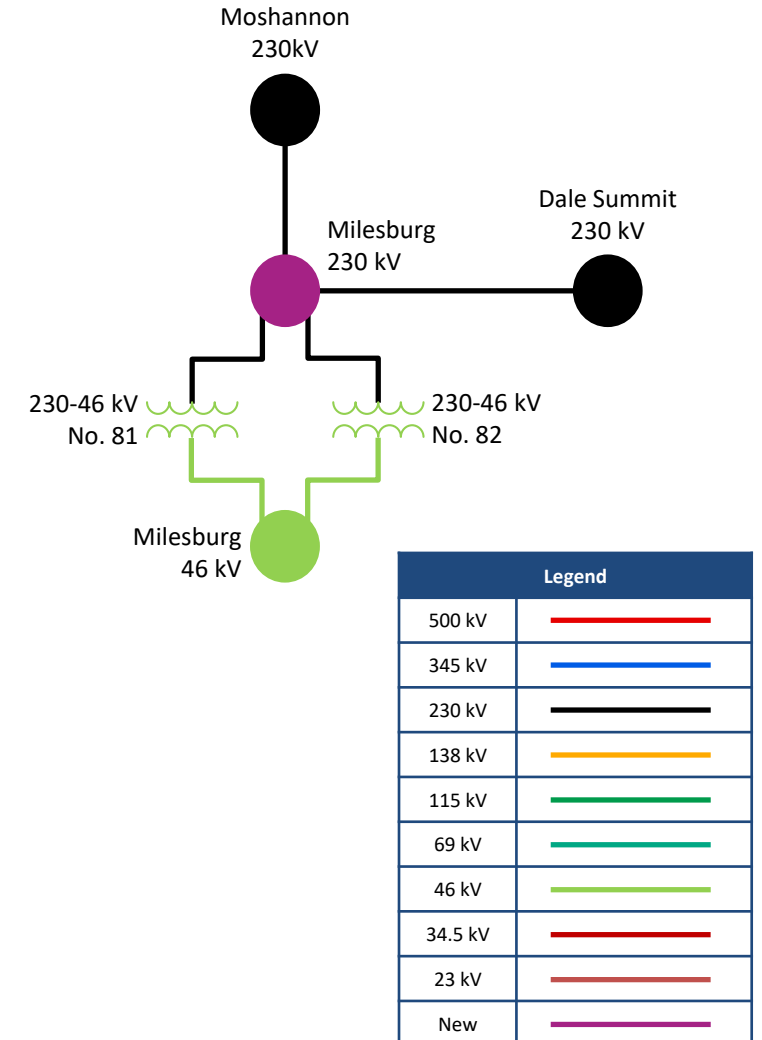 Moshannon
230kV
Dale Summit
230 kV
Milesburg
230 kV
230-46 kV
No. 81
230-46 kV
No. 82
Milesburg
46 kV
Legend
500 kV
345 kV
230 kV
138 kV
115 kV
69 kV
46 kV
34.5 kV
23 kV
New